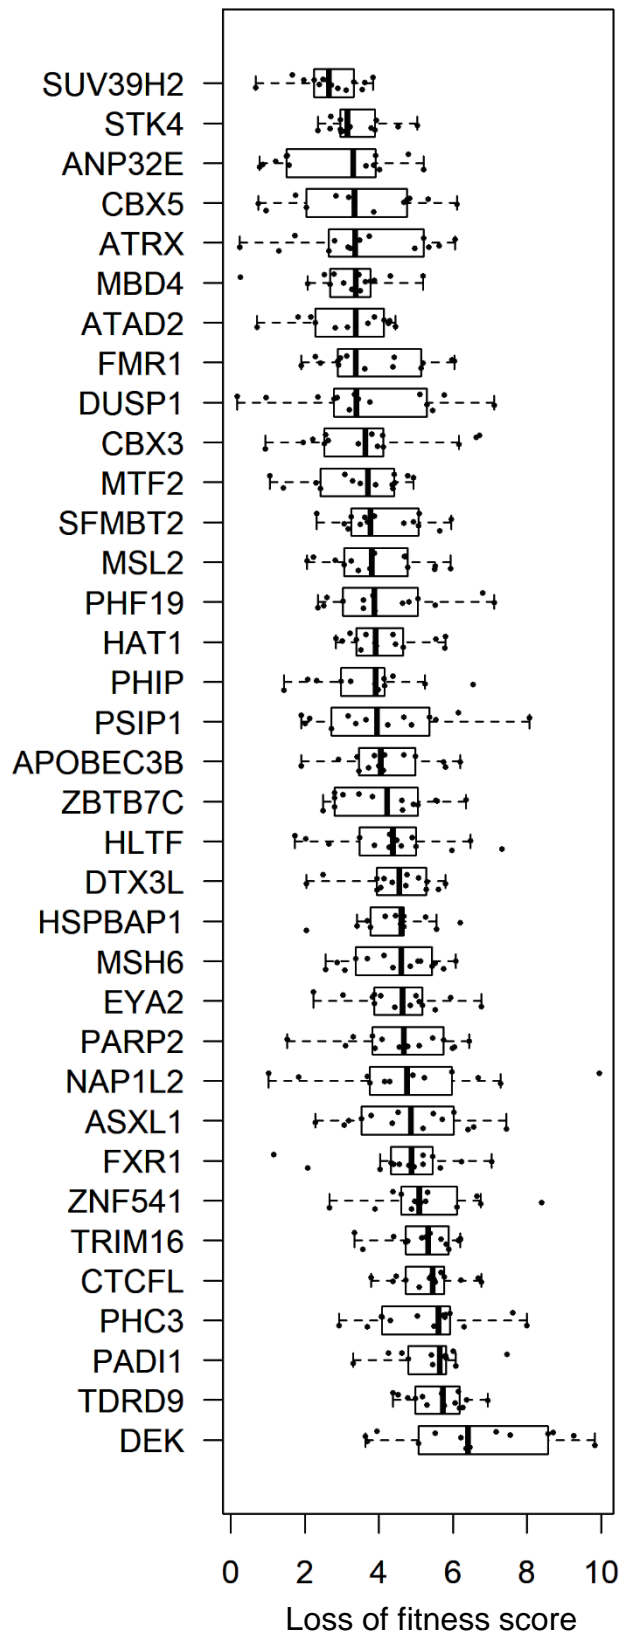 SUV39H2
STK4
ANP32E
CBX5
ATRX
MBD4
ATAD2
FMR1
DUSP1
CBX3
MTF2
SFMBT2
MSL2
PHF19
HAT1
PHIP
PSIP1
APOBEC3B
ZBTB7C
HLTF
DTX3L
HSPBAP1
MSH6
EYA2
PARP2
NAP1L2
ASXL1
FXR1
ZNF541
TRIM16
CTCFL
PHC3
PADI1
TDRD9
DEK
0 2 4 6 8 10
Loss of fitness score